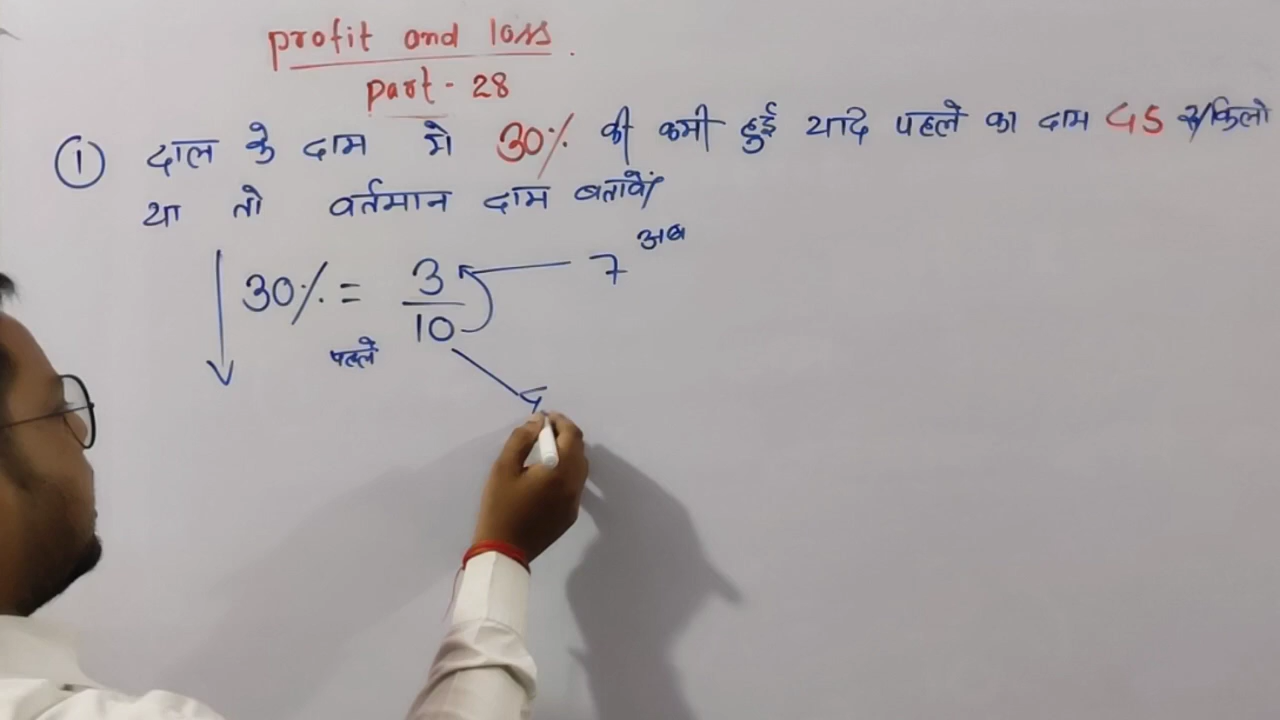 profit and loss
part - 28
① दाल के दाम मे 30% की कमी हुई यदि पहले का दाम 45 रु/किलो
था तो वर्तमान दाम बतावें
30% = 3/10 7 अब
पहले
4